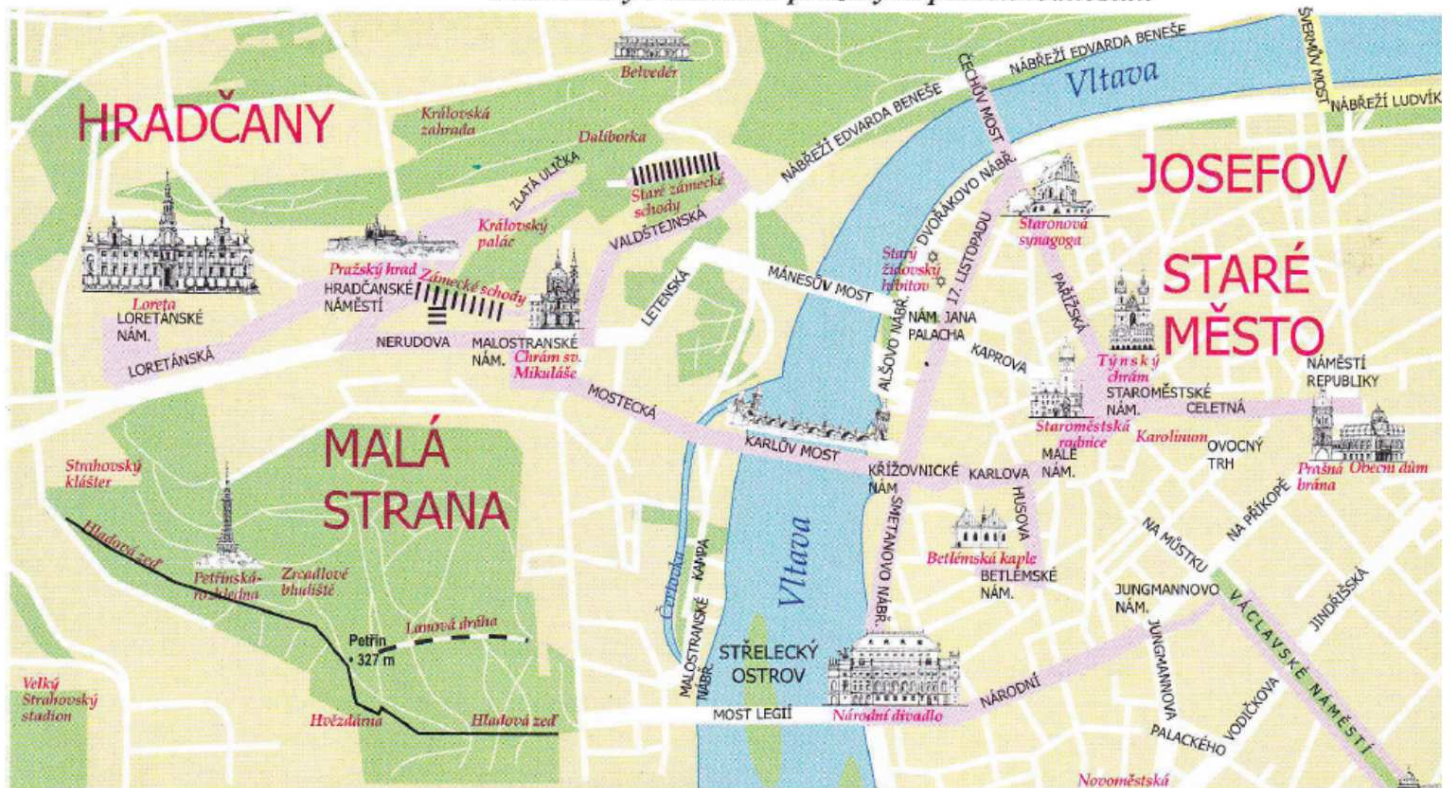 Belvedér
HRADČANY
Královská
zahrada
Daliborka
ZLATÁ ULIČKA
Staré zámecké
schody
Královský
palác
VALDŠTEJNSKÁ
Pražský hrad
HRADČANSKÉ
NÁMĚSTÍ
Zámecké schody
Loreta
LORETÁNSKÉ
NÁM.
LORETÁNSKÁ
NERUDOVA
MALOSTRANSKÉ
NÁM.
Chrám sv.
Mikuláše
LETENSKÁ
MOSTECKÁ
NÁBŘEŽÍ EDVARDA BENEŠE
NÁBŘEŽÍ EDVARDA BENEŠE
ČECHŮV MOST
Vltava
ŠVERMŮV MOST
NÁBŘEŽÍ LUDVÍK
DVOŘÁKOVO NÁBŘ.
JOSEFOV
Staronová
synagoga
Starý
židovský
hřbitov
17. LISTOPADU
PAŘÍŽSKÁ
STARÉ
MĚSTO
MÁNESŮV MOST
NÁM. JANA
PALACHA
ALŠOVO NÁBŘ.
KAPROVA
Týnský
chrám
STAROMĚSTSKÉ
NÁM.
CELETNÁ
NÁMĚSTÍ
REPUBLIKY
Staroměstská
radnice
Karolinum
OVOCNÝ
TRH
Prašná
brána
Obecní dům
KARLŮV MOST
KŘÍŽOVNICKÉ
NÁM
KARLOVA
MALÉ
NÁM.
HUSOVA
Betlémská kaple
BETLÉMSKÉ
NÁM.
SMETANOVO NÁBŘ.
NA PŘÍKOPĚ
NA MŮSTKU
JUNGMANNOVO
NÁM.
JUNGMANNOVA
VÁCLAVSKÉ NÁMĚSTÍ
JINDŘIŠSKÁ
MALÁ
STRANA
Strahovský
klášter
Hladová zeď
Petřínská
rozhledna
Zrcadlové
bludiště
Lanová dráha
Petřín
• 327 m
Velký
Strahovský
stadion
Hvězdárna
Hladová zeď
Čertovka
KAMPA
MALOSTRANSKÉ
NÁBŘ.
Vltava
STŘELECKÝ
OSTROV
MOST LEGIÍ
Národní divadlo
NÁRODNÍ
PALACKÉHO
VODIČKOVA
Novoměstská